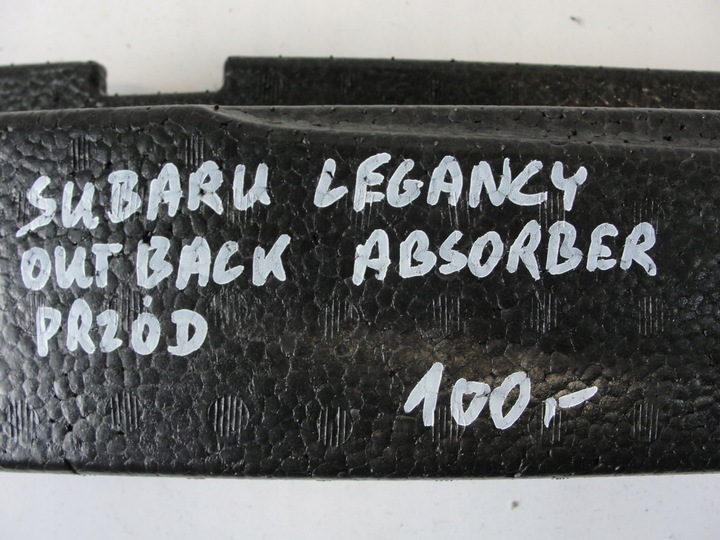 SUBARU LEGANCY
OUTBACK ABSORBER
PRZÓD
100,-